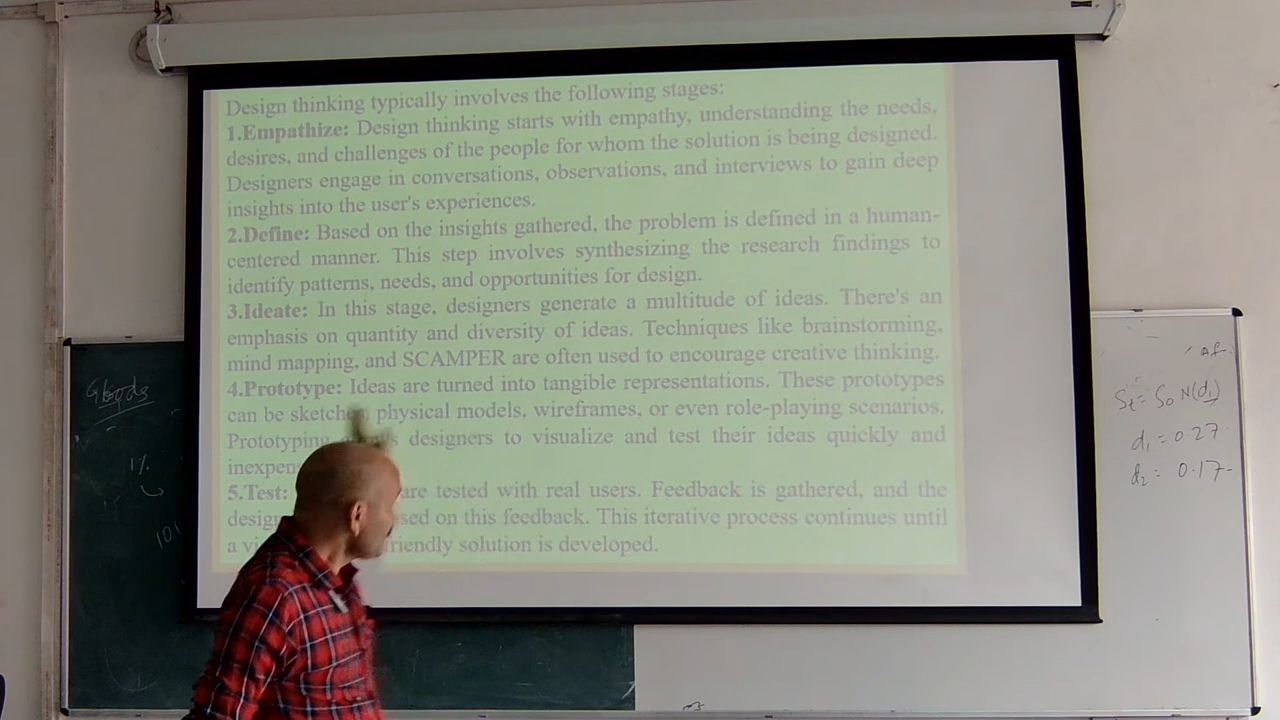 Design thinking typically involves the following stages:
1.Empathize: Design thinking starts with empathy, understanding the needs,
desires, and challenges of the people for whom the solution is being designed.
Designers engage in conversations, observations, and interviews to gain deep
insights into the user's experiences.
2.Define: Based on the insights gathered, the problem is defined in a human-
centered manner. This step involves synthesizing the research findings to
identify patterns, needs, and opportunities for design.
3.Ideate: In this stage, designers generate a multitude of ideas. There's an
emphasis on quantity and diversity of ideas. Techniques like brainstorming,
mind mapping, and SCAMPER are often used to encourage creative thinking.
4.Prototype: Ideas are turned into tangible representations. These prototypes
can be physical models, wireframes, or even role-playing scenarios.
Prototyping designers to visualize and test their ideas quickly and
5.Test: are tested with real users. Feedback is gathered, and the
on this feedback. This iterative process continues until
a solution is developed.
1%
St = S0 N(d1)
d1 = 0.27
d2 = 0.17